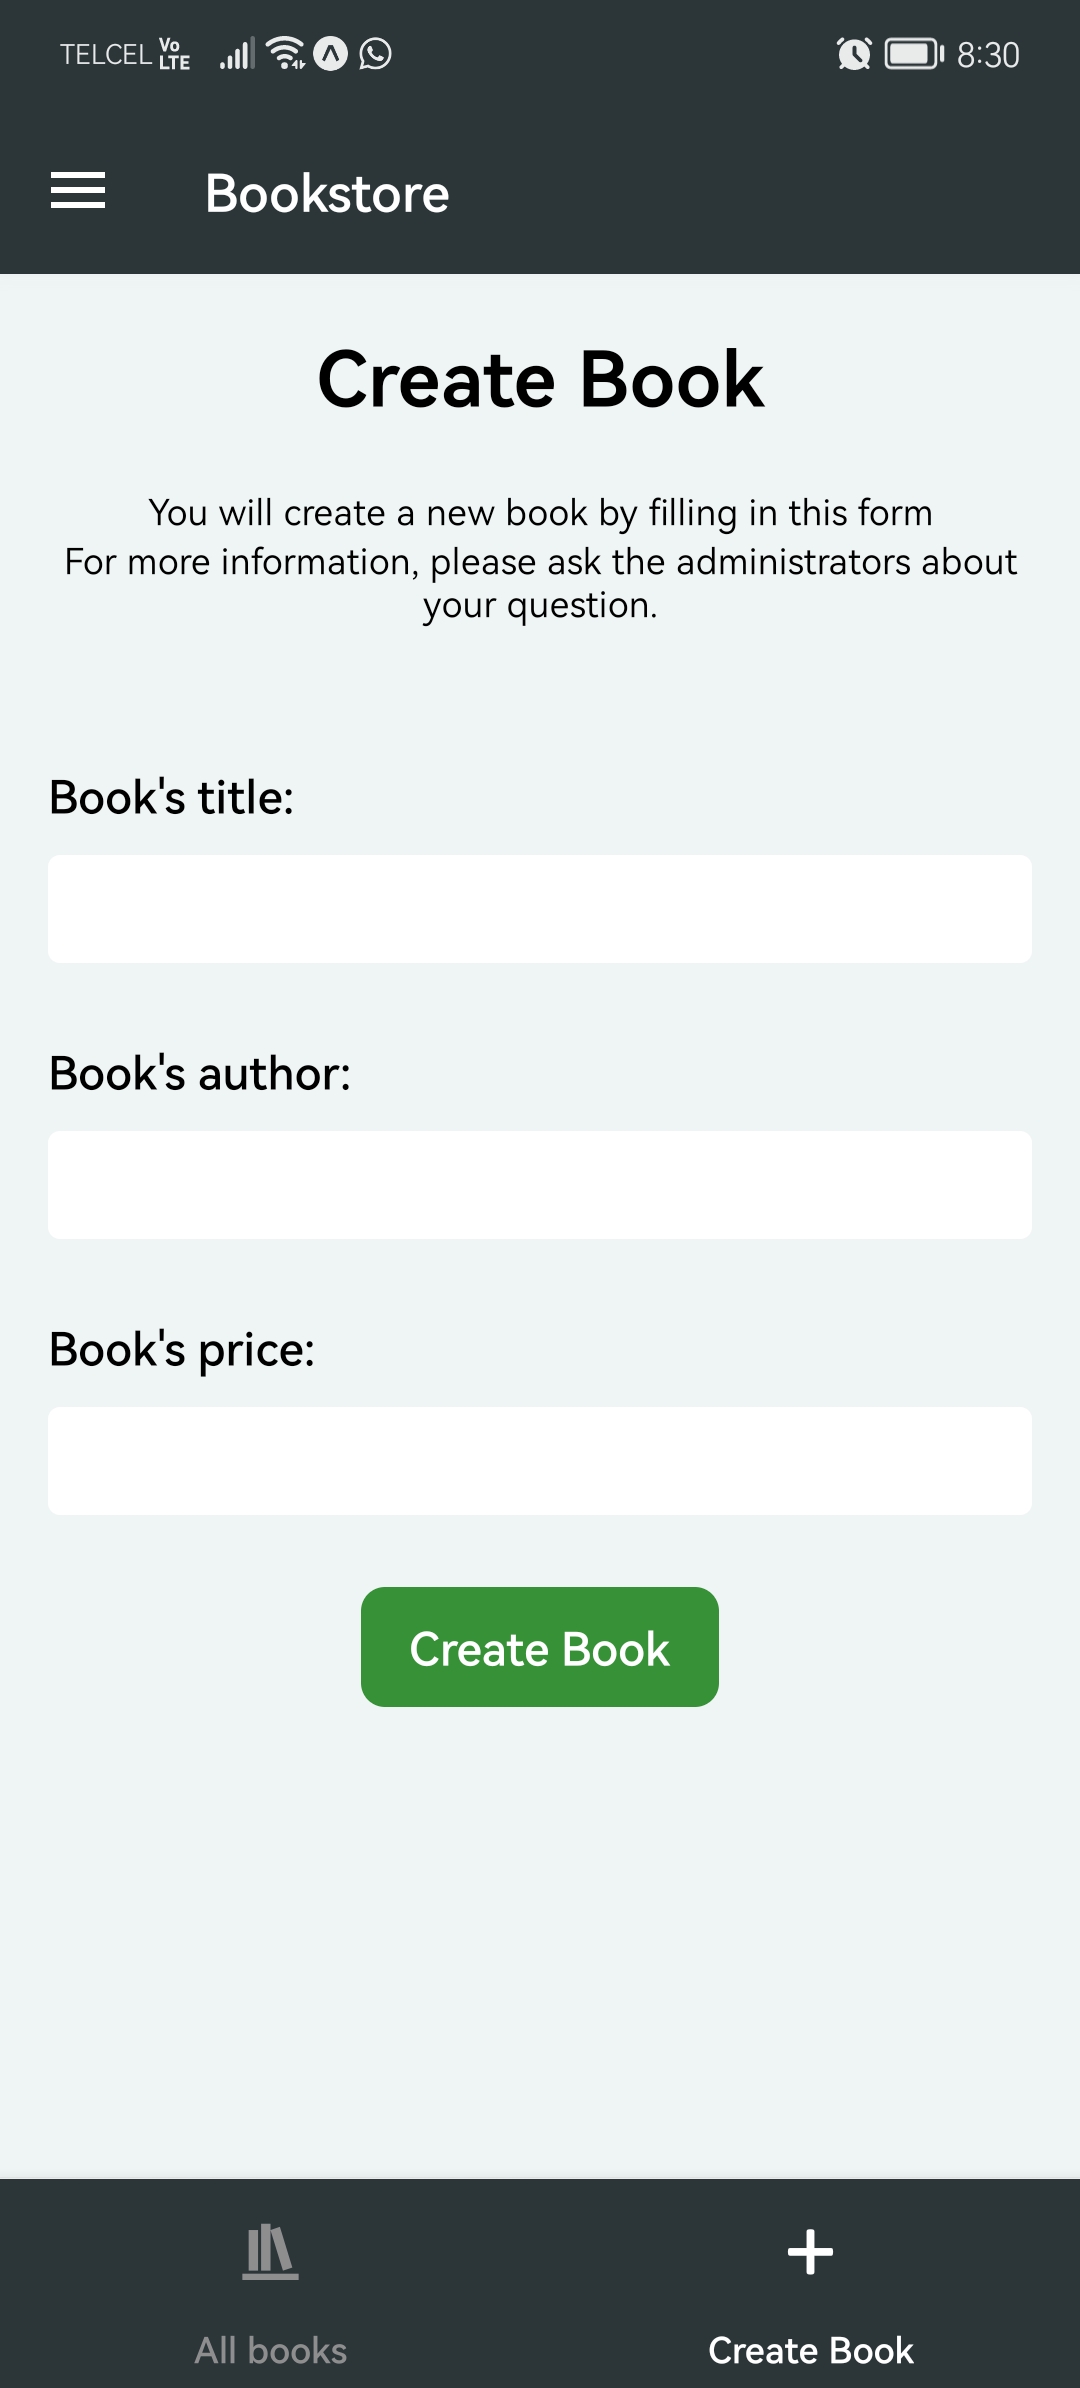 TELCEL Vo LTE 8:30
Bookstore
Create Book
You will create a new book by filling in this form
For more information, please ask the administrators about
your question.
Book's title:
Book's author:
Book's price:
Create Book
All books
Create Book